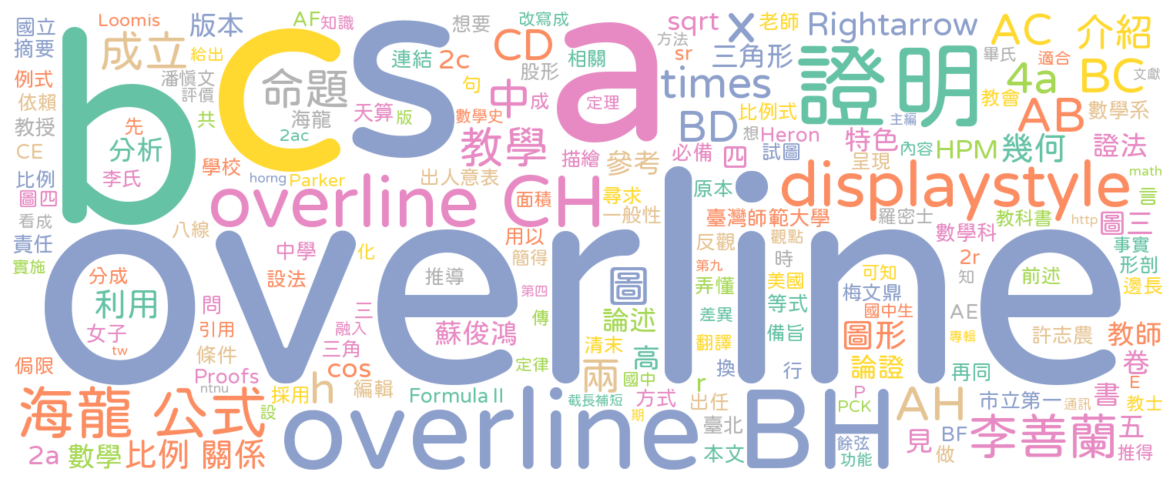 國立 Loomis 版本 AF 知識 想要 改寫成 sqrt X 老師 Rightarrow AC 介紹
摘要 給出 成立 連結 2c CD 股形 相關 方法 sr 三角形 畢氏 適合 文獻
例式 潘慎文 評價 命題 句 中 成 定理 times 證明 4a BC
依賴 共 海龍 天算 版 數學史 比例式 教會 AB 數學系
教授 先 2ac 教學 描繪 參考 BD 想 Heron 主編 特色
CE 分析 學校 horng Parker 出人意表 必備 四 試圖 呈現 內容 HPM 幾何 證法
b c s a
比例 李氏 面積 尋求 原本 displaystyle math 言
圖四 overline CH 一般性 臺灣師範大學 羅密士 教科書 圖三
看成 八線 用以 反觀 觀點 數學科 http 事實
責任 中學 化 簡得 論述 時 2r 形剖
overline
實施 分成 設法 推導 第九 美國 可知 知 前述 邊長
利用 問 三 第四 圖 弄懂 等式 梅文鼎 AE
女子 引用 融入 蘇俊鴻 傳 差異 備旨 國中生 專輯 許志農 教師
tw 條件 三角 清末 高 翻譯 圖形 卷
侷限 Proofs cos 定律 兩 國中 換 行 論證 再同 E
ntnu 採用 h 編輯 Formula II 截長補短 方式 r 出任 P PCK AH 市立第一 通訊 書 教士
海龍 公式 設 期 臺北 餘弦 見 BF 李善蘭 五
2a 數學 比例 關係 overline BH 本文 功能 做 推得